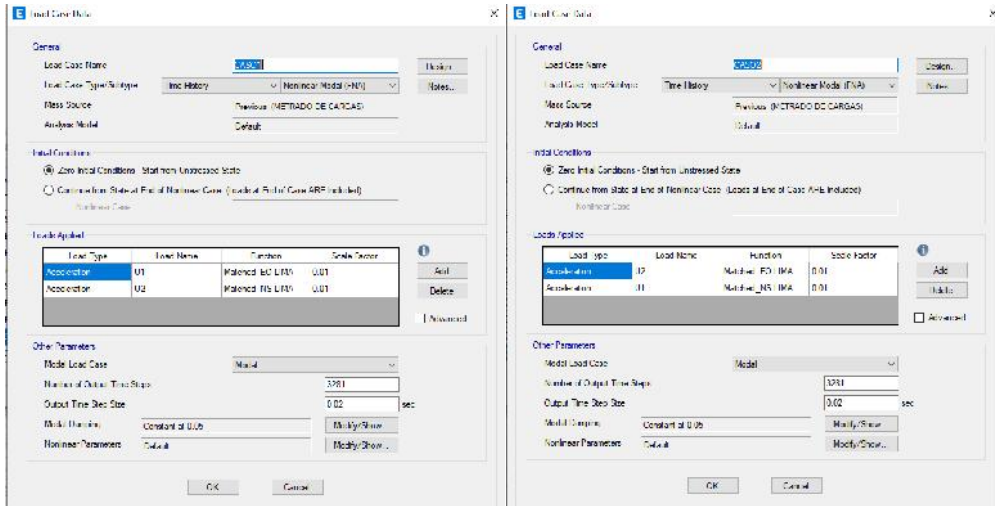 Load Case Data
General
Load Case Name CASO1 Design...
Load Case Type/Subtype Time History Nonlinear Modal (FNA) Notes...
Mass Source Previous (METRADO DE CARGAS)
Analysis Model Default
Initial Conditions
Zero Initial Conditions - Start from Unstressed State
Continue from State at End of Nonlinear Case (Loads at End of Case ARE Included)
Nonlinear Case
Loads Applied
Load Type Load Name Function Scale Factor
Acceleration U1 Matched_EO LIMA 0.01 Add
Acceleration U2 Matched_NS LIMA 0.01 Delete
Advanced
Other Parameters
Modal Load Case Modal
Number of Output Time Steps 3281
Output Time Step Size 0.02 sec
Modal Damping Constant at 0.05 Modify/Show...
Nonlinear Parameters Default Modify/Show...
OK Cancel
Load Case Data
General
Load Case Name CASO2 Design...
Load Case Type/Subtype Time History Nonlinear Modal (FNA) Notes...
Mass Source Previous (METRADO DE CARGAS)
Analysis Model Default
Initial Conditions
Zero Initial Conditions - Start from Unstressed State
Continue from State at End of Nonlinear Case (Loads at End of Case ARE Included)
Nonlinear Case
Loads Applied
Load Type Load Name Function Scale Factor
Acceleration U2 Matched_EO LIMA 0.01 Add
Acceleration U1 Matched_NS LIMA 0.01 Delete
Advanced
Other Parameters
Modal Load Case Modal
Number of Output Time Steps 3281
Output Time Step Size 0.02 sec
Modal Damping Constant at 0.05 Modify/Show...
Nonlinear Parameters Default Modify/Show...
OK Cancel